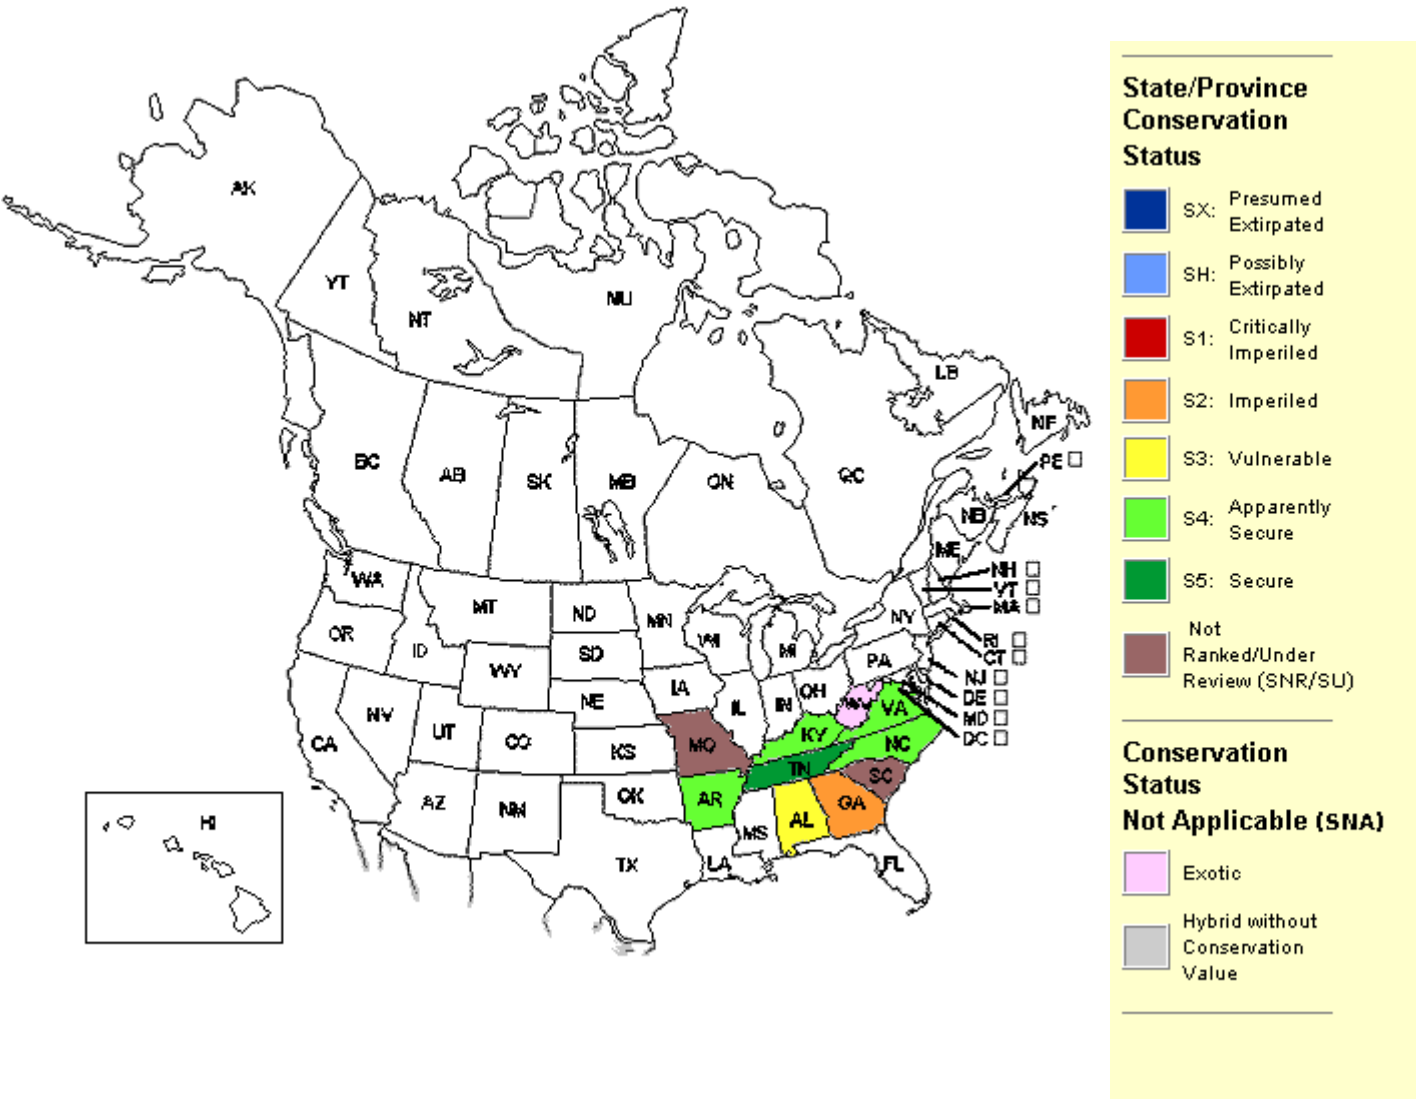 AK
YT
NT
NU
LB
NF
PE
BC
AB
SK
MB
ON
QC
NB
NS
ME
NH
VT
MA
WA
MT
ND
MN
NY
OR
ID
SD
WI
MI
RI
CT
PA
WY
NJ
IA
OH
DE
NE
IL
IN
WV
VA
MD
NV
UT
CO
KS
MO
KY
DC
CA
NC
TN
SC
AZ
NM
OK
AR
GA
HI
MS
AL
TX
LA
FL
State/Province
Conservation
Status
SX: Presumed
Extirpated
SH: Possibly
Extirpated
S1: Critically
Imperiled
S2: Imperiled
S3: Vulnerable
S4: Apparently
Secure
S5: Secure
Not
Ranked/Under
Review (SNR/SU)
Conservation
Status
Not Applicable (SNA)
Exotic
Hybrid without
Conservation
Value